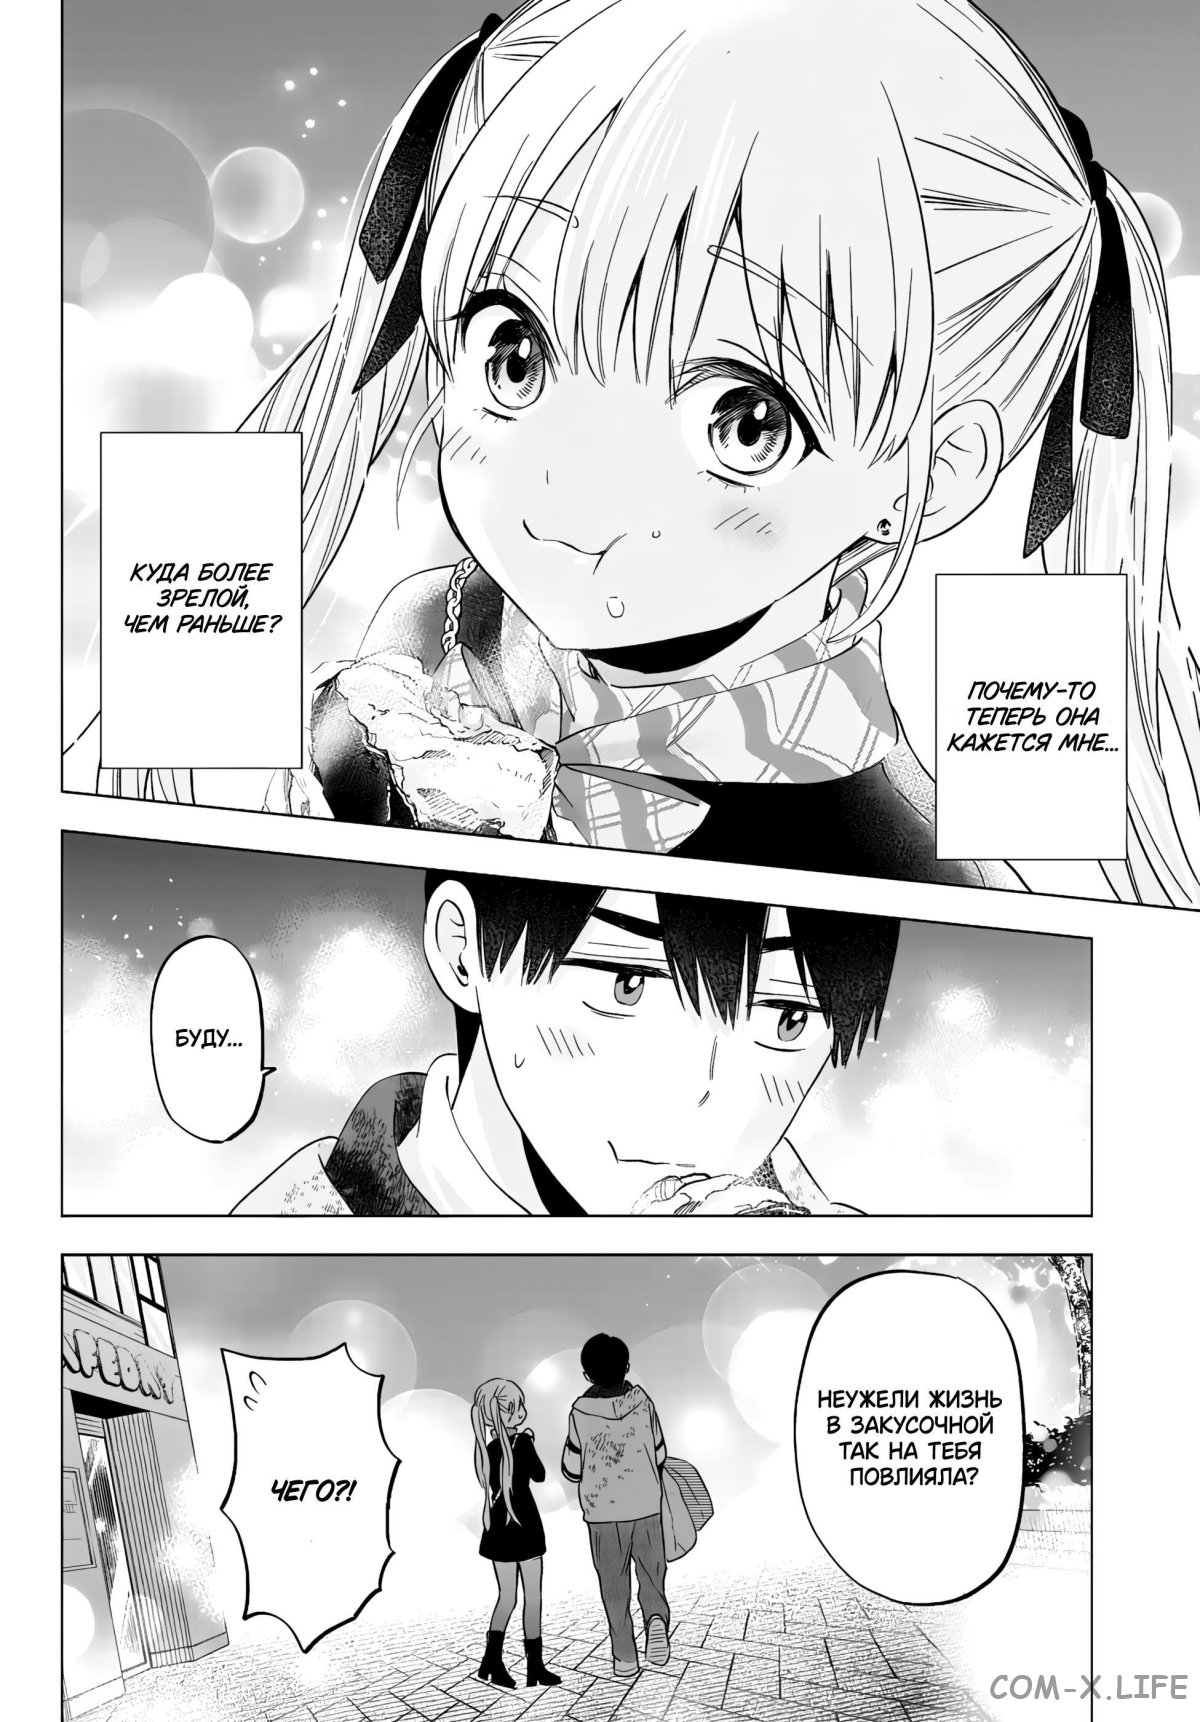 ПОЧЕМУ-ТО
ТЕПЕРЬ ОНА
КАЖЕТСЯ МНЕ...
КУДА БОЛЕЕ
ЗРЕЛОЙ,
ЧЕМ РАНЬШЕ?
БУДУ...
НЕУЖЕЛИ ЖИЗНЬ
В ЗАКУСОЧНОЙ
ТАК НА ТЕБЯ
ПОВЛИЯЛА?
ЧЕГО?!
COM-X.LIFE